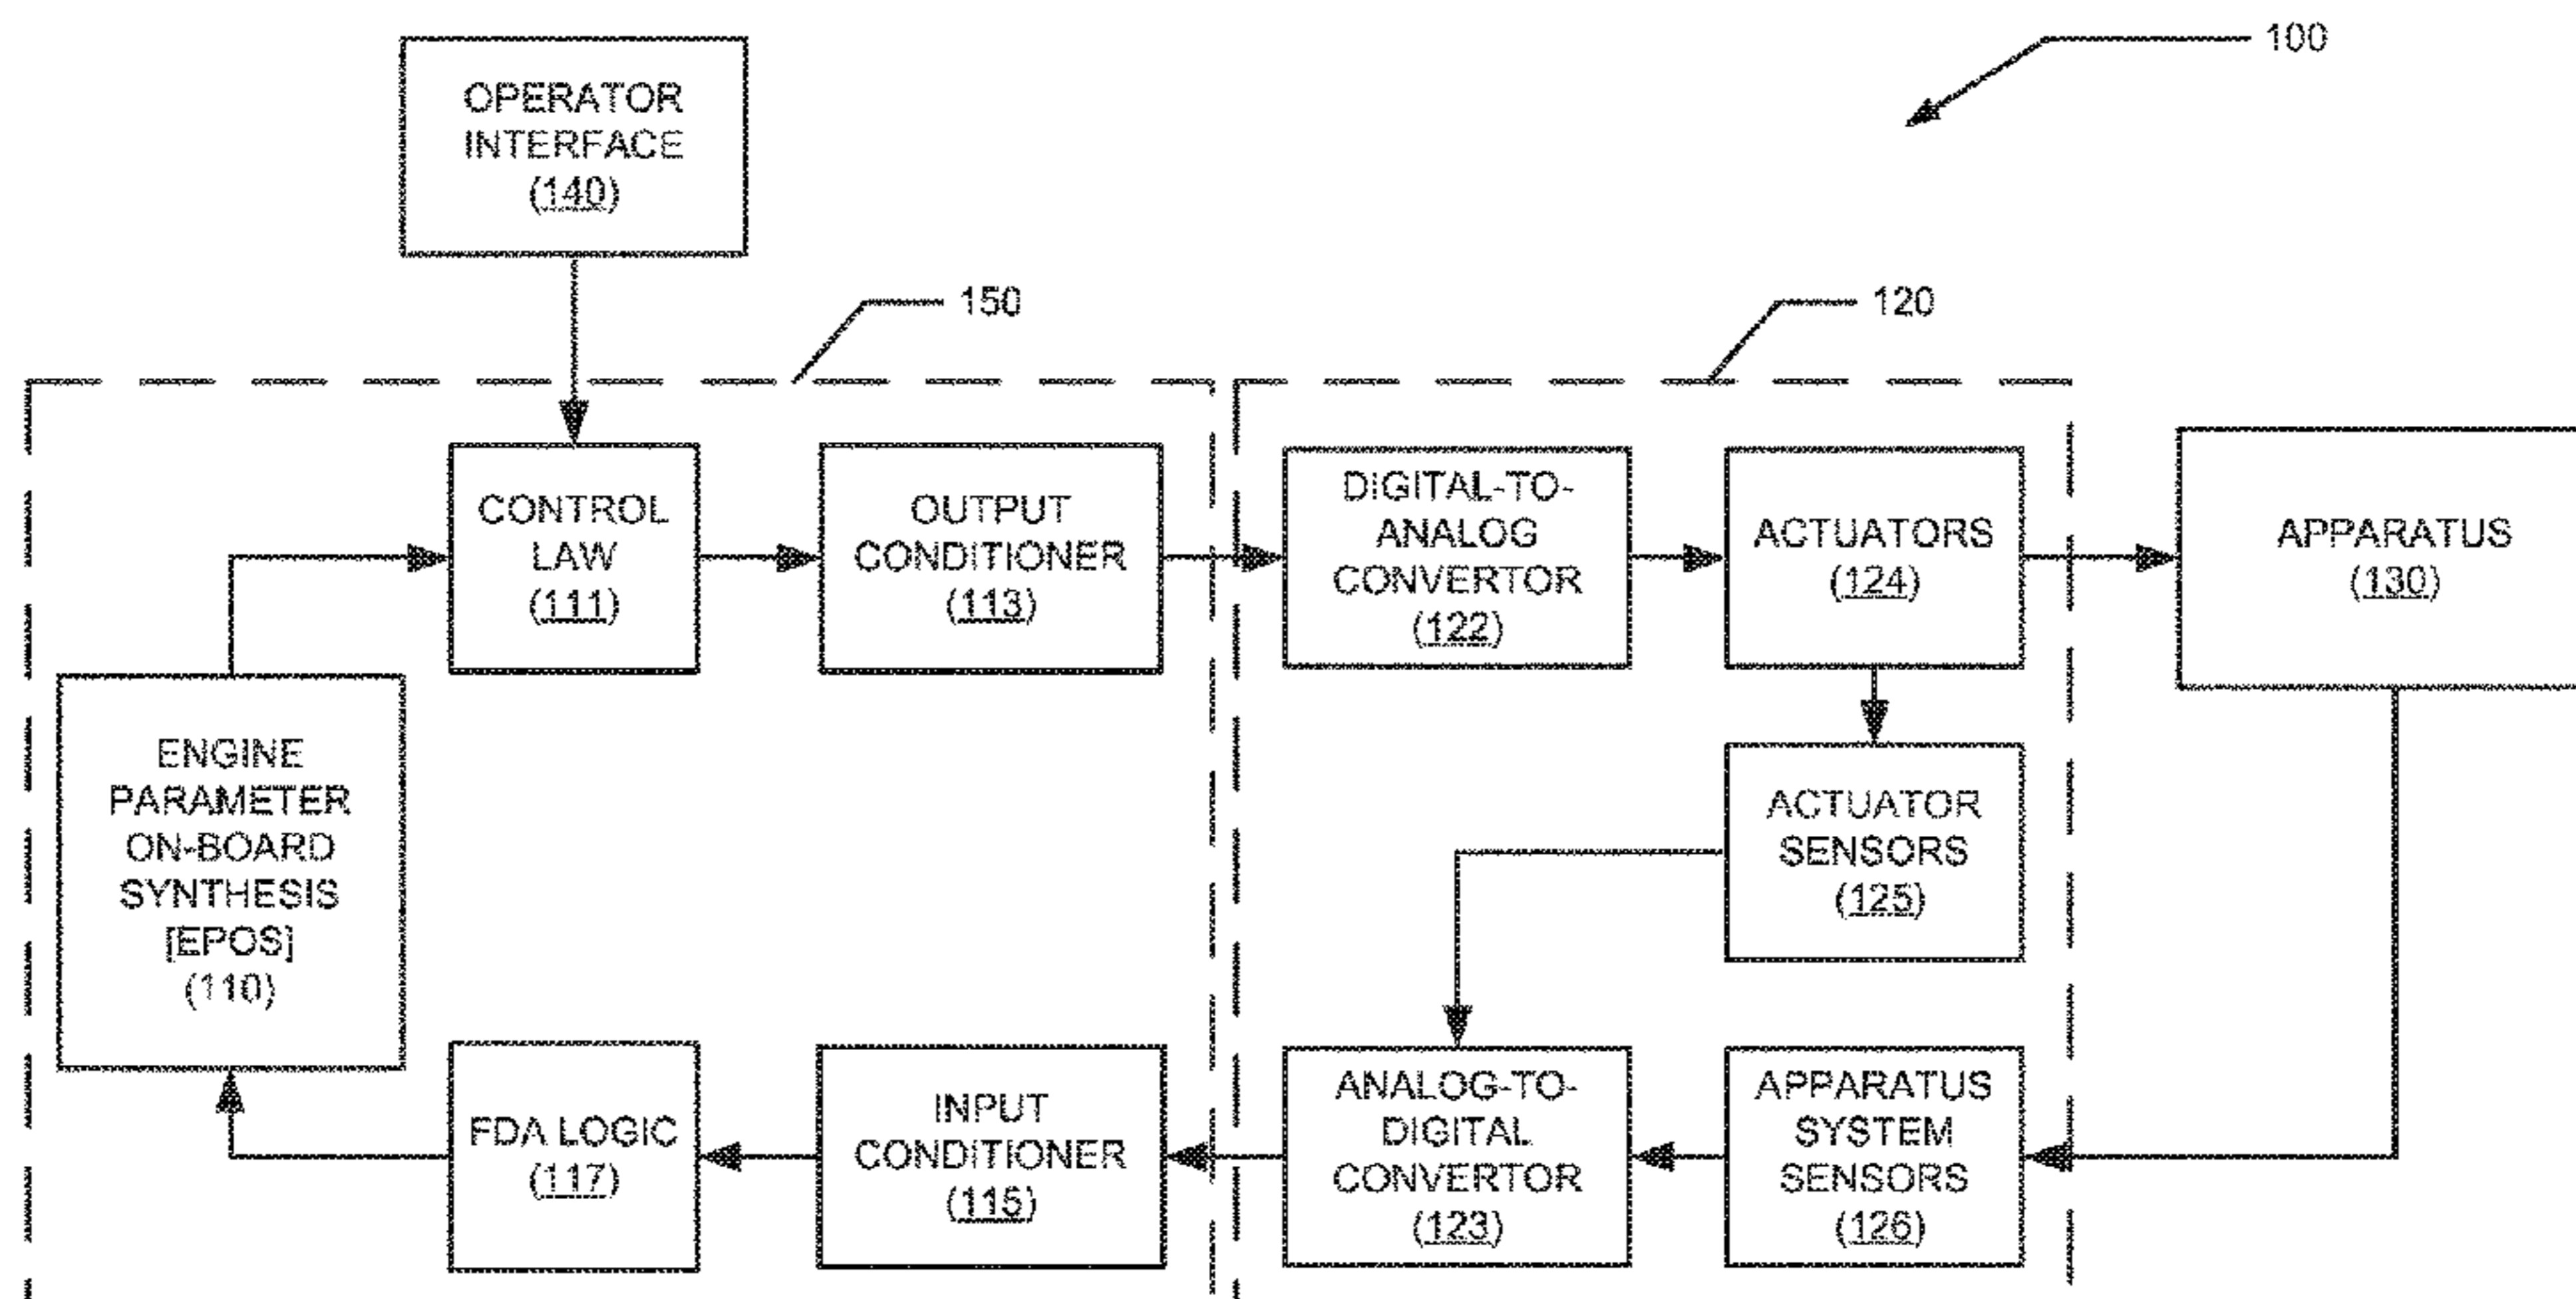 100
OPERATOR
INTERFACE
(140)
150
120
CONTROL
LAW
(111)
OUTPUT
CONDITIONER
(113)
DIGITAL-TO-
ANALOG
CONVERTOR
(122)
ACTUATORS
(124)
APPARATUS
(130)
ENGINE
PARAMETER
ON-BOARD
SYNTHESIS
[EPOS]
(110)
ACTUATOR
SENSORS
(125)
FDA LOGIC
(117)
INPUT
CONDITIONER
(115)
ANALOG-TO-
DIGITAL
CONVERTOR
(123)
APPARATUS
SYSTEM
SENSORS
(126)